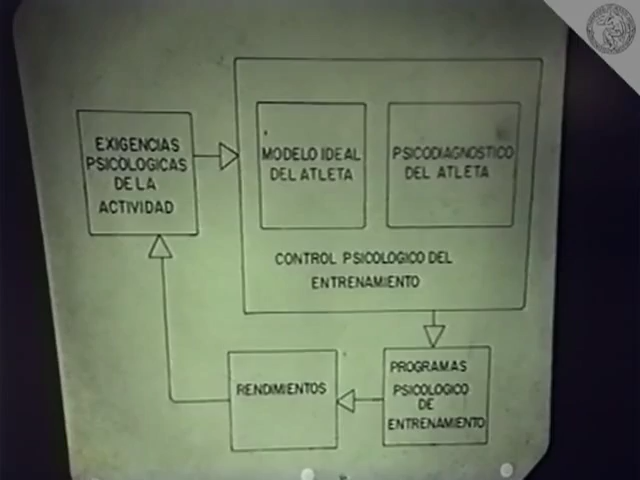 EXIGENCIAS
PSICOLOGICAS
DE LA
ACTIVIDAD
MODELO IDEAL
DEL ATLETA
PSICODIAGNOSTICO
DEL ATLETA
CONTROL PSICOLOGICO DEL
ENTRENAMIENTO
RENDIMIENTOS
PROGRAMAS
PSICOLOGICO
DE
ENTRENAMIENTO